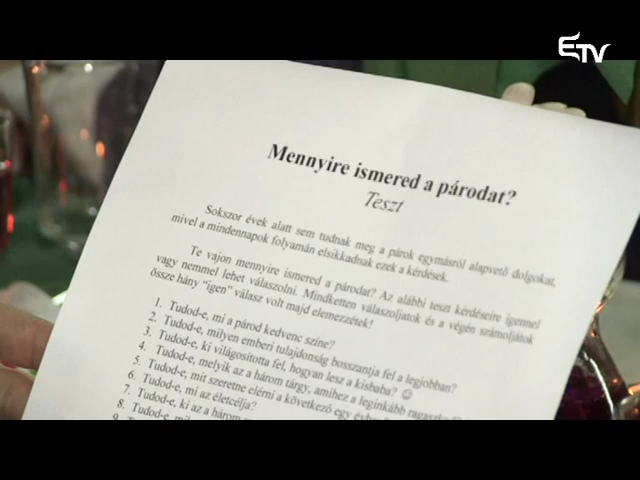 ETV
Mennyire ismered a párodat?
Teszt
Sokszor évek alatt sem tudnak meg a párok egymásról alapvető dolgokat,
mivel a mindennapok folyamán elsikkadnak ezek a kérdések.
Te vajon mennyire ismered a párodat? Az alábbi teszt kérdéseire igennel
vagy nemmel lehet válaszolni. Mindketten válaszoljatok és a végén számoljátok
össze hány "igen" válasz volt majd elemezzétek!
1. Tudod-e, mi a párod kedvenc színe?
2. Tudod-e, milyen emberi tulajdonság bosszantja fel a legjobban?
3. Tudod-e, ki világosította fel, hogyan lesz a kisbaba? ☺
4. Tudod-e, melyik az a három tárgy, amihez a leginkább
5. Tudod-e, mit szeretne elérni a következő egy
6. Tudod-e, mi az életcélja?
7. Tudod-e, ki az a három
8. Tudod-e,
9.